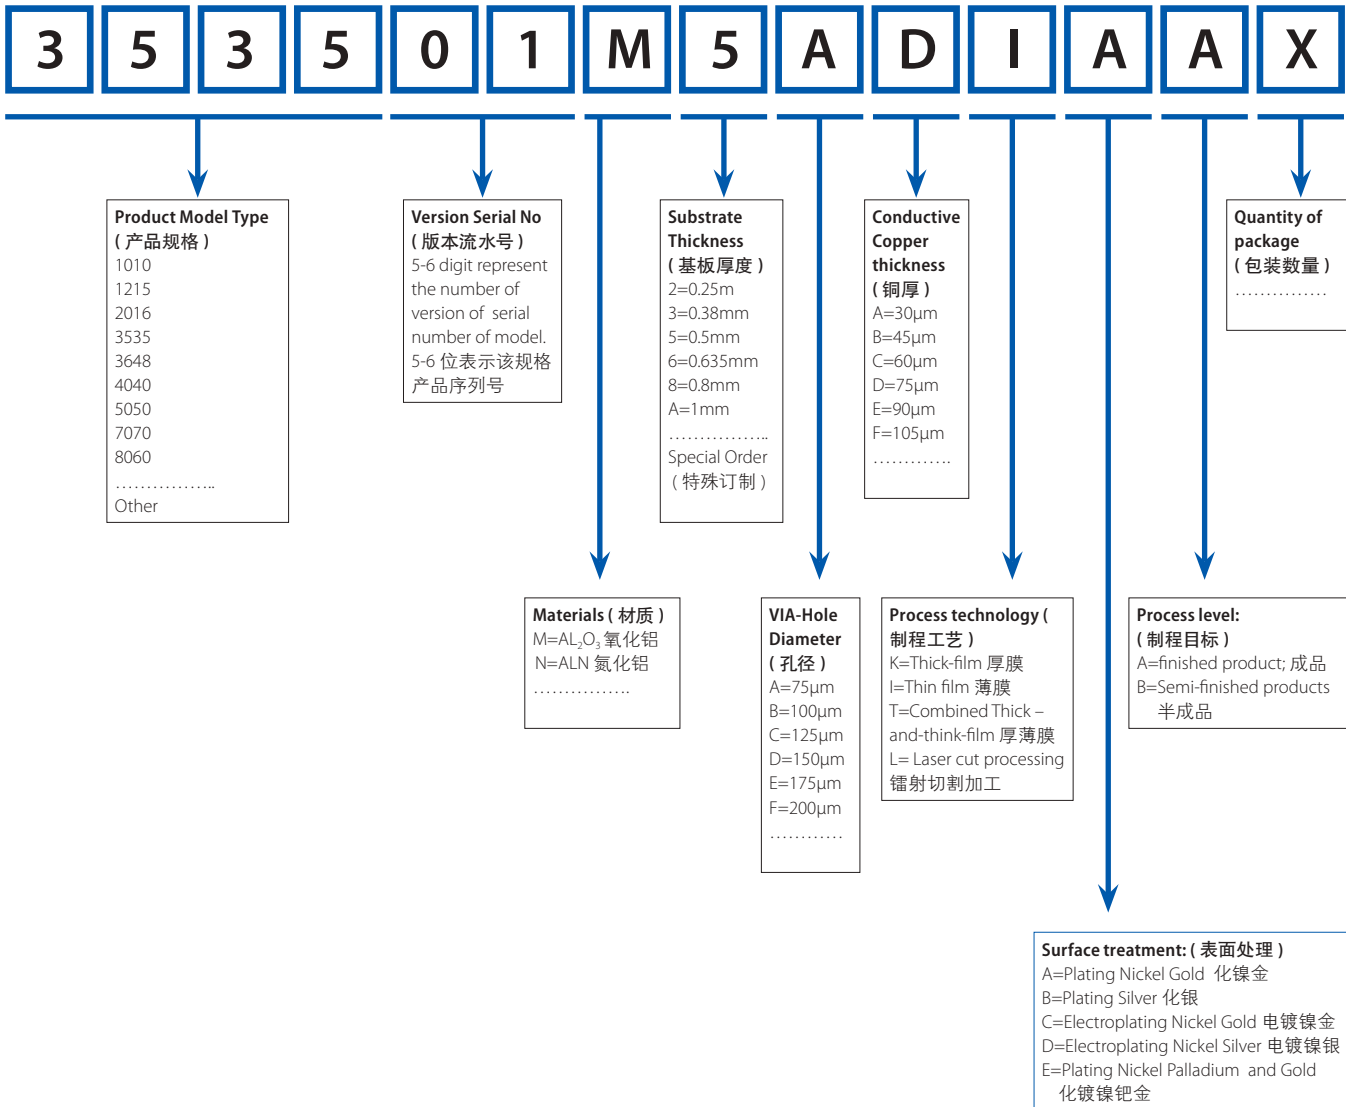 3 5 3 5 0 1 M 5 A D I A A X
Product Model Type
( 产品规格 )
1010
1215
2016
3535
3648
4040
5050
7070
8060
……………..
Other
Version Serial No
( 版本流水号 )
5-6 digit represent
the number of
version of serial
number of model.
5-6 位表示该规格
产品序列号
Substrate
Thickness
( 基板厚度 )
2=0.25m
3=0.38mm
5=0.5mm
6=0.635mm
8=0.8mm
A=1mm
……………..
Special Order
( 特殊订制 )
Conductive
Copper
thickness
( 铜厚 )
A=30μm
B=45μm
C=60μm
D=75μm
E=90μm
F=105μm
………….
Quantity of
package
( 包装数量 )
……………
Materials ( 材质 )
M=AL₂O₃ 氧化铝
N=ALN 氮化铝
…………….
VIA-Hole
Diameter
( 孔径 )
A=75μm
B=100μm
C=125μm
D=150μm
E=175μm
F=200μm
…………
Process technology (
制程工艺 )
K=Thick-film 厚膜
I=Thin film 薄膜
T=Combined Thick –
and-think-film 厚薄膜
L= Laser cut processing
镭射切割加工
Process level:
( 制程目标 )
A=finished product; 成品
B=Semi-finished products
半成品
Surface treatment: ( 表面处理 )
A=Plating Nickel Gold 化镍金
B=Plating Silver 化银
C=Electroplating Nickel Gold 电镀镍金
D=Electroplating Nickel Silver 电镀镍银
E=Plating Nickel Palladium and Gold
化镀镍钯金